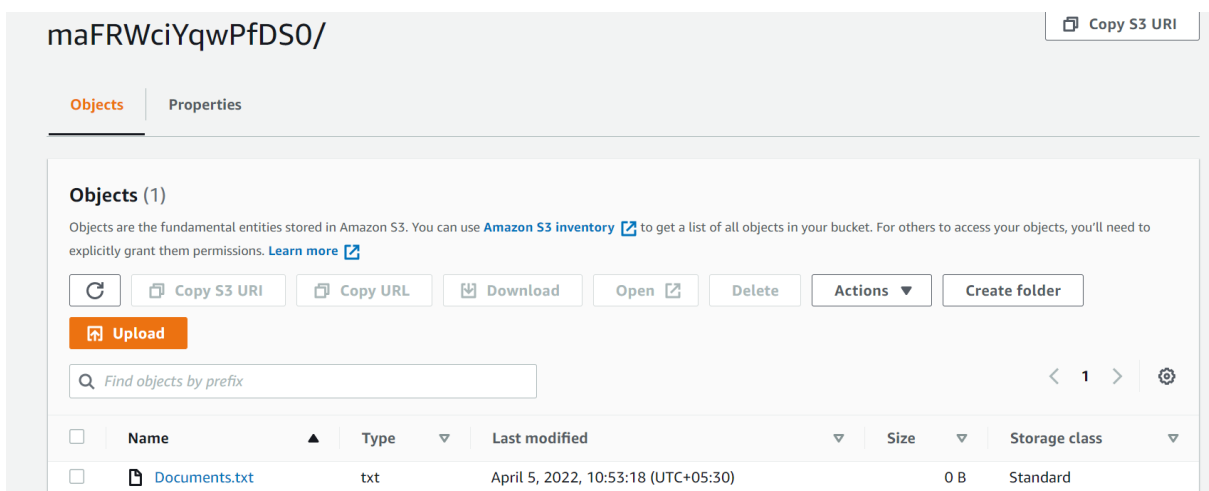 maFRWciYqwPfDS0/
Copy S3 URI
Objects
Properties
Objects (1)
Objects are the fundamental entities stored in Amazon S3. You can use Amazon S3 inventory to get a list of all objects in your bucket. For others to access your objects, you'll need to
explicitly grant them permissions. Learn more
Copy S3 URI Copy URL Download Open Delete Actions Create folder
Upload
Find objects by prefix
1
Name Type Last modified Size Storage class
Documents.txt txt April 5, 2022, 10:53:18 (UTC+05:30) 0 B Standard